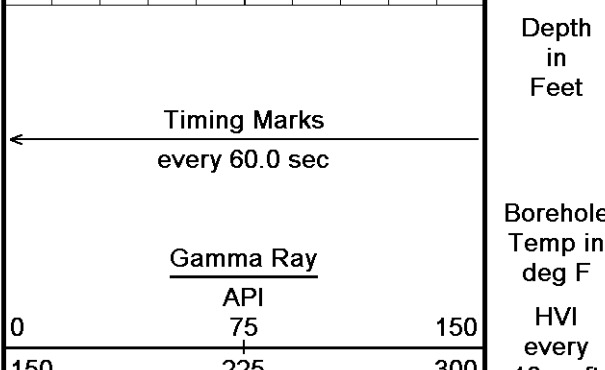 Depth
in
Feet
Timing Marks
every 60.0 sec
Borehole
Temp in
deg F
Gamma Ray
API
0 75 150
HVI
every
150 225 300